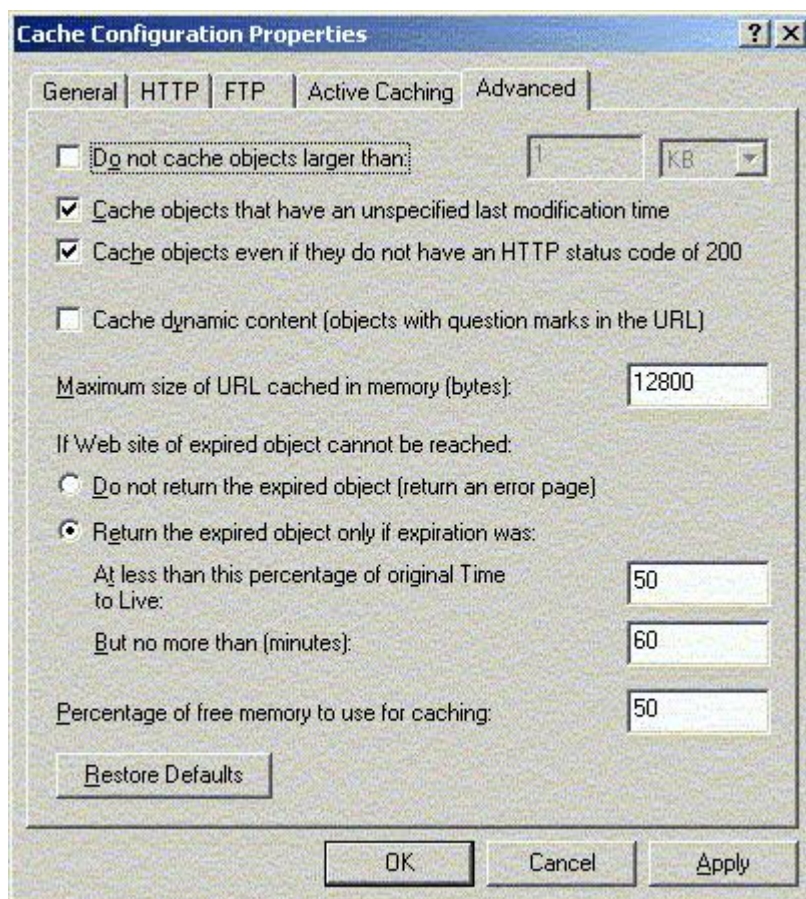 Cache Configuration Properties
General HTTP FTP Active Caching Advanced
Do not cache objects larger than: 1 KB
Cache objects that have an unspecified last modification time
Cache objects even if they do not have an HTTP status code of 200
Cache dynamic content (objects with question marks in the URL)
Maximum size of URL cached in memory (bytes): 12800
If Web site of expired object cannot be reached:
Do not return the expired object (return an error page)
Return the expired object only if expiration was:
At less than this percentage of original Time
to Live: 50
But no more than (minutes): 60
Percentage of free memory to use for caching: 50
Restore Defaults
OK Cancel Apply